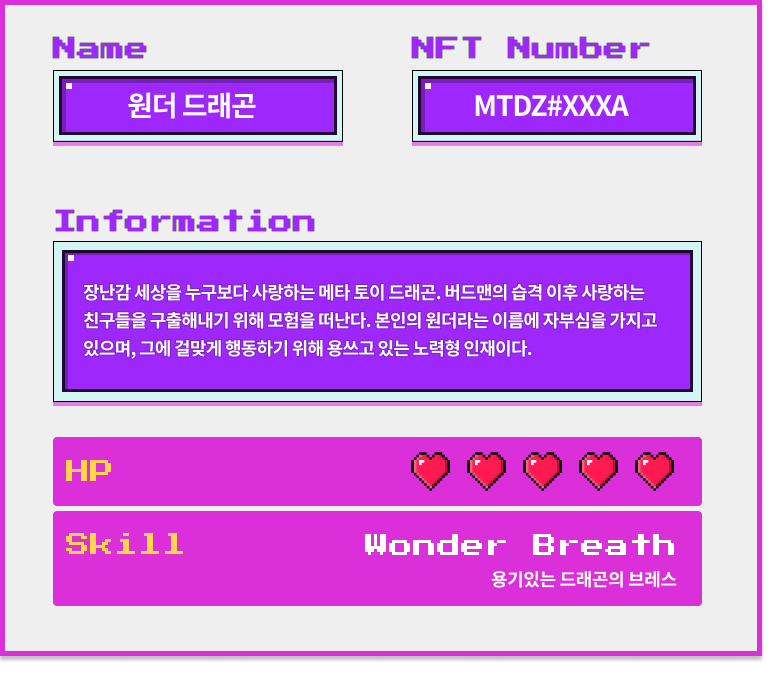 Name
NFT Number
원더 드래곤
MTDZ#XXXA
Information
장난감 세상을 누구보다 사랑하는 메타 토이 드래곤. 버드맨의 습격 이후 사랑하는
친구들을 구출해내기 위해 모험을 떠난다. 본인의 원더라는 이름에 자부심을 가지고
있으며, 그에 걸맞게 행동하기 위해 용쓰고 있는 노력형 인재이다.
HP
Skill
Wonder Breath
용기있는 드래곤의 브레스